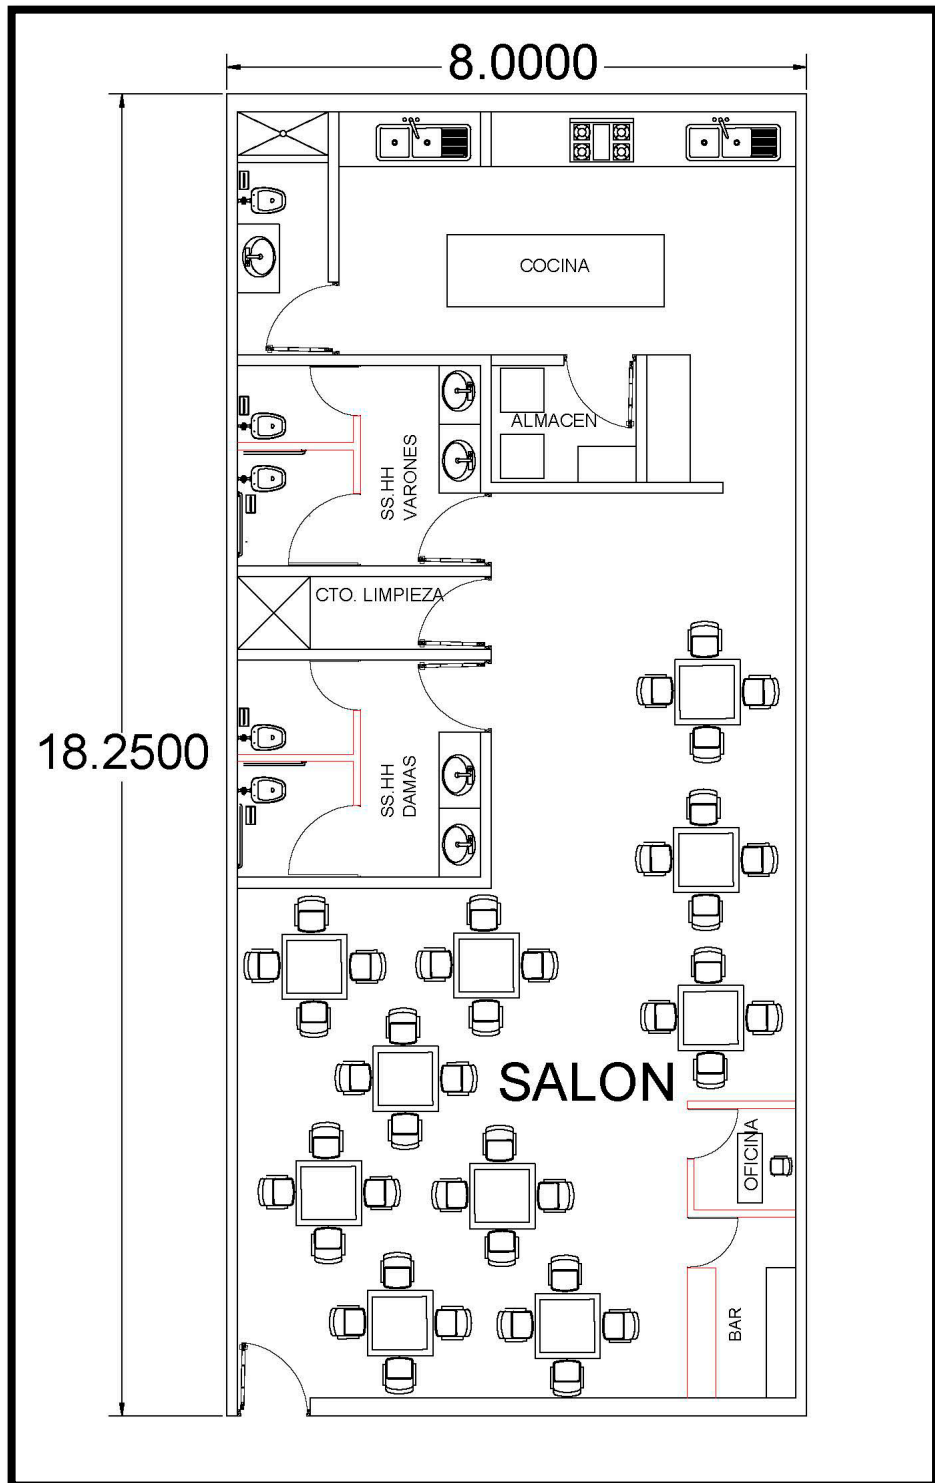 8.0000
COCINA
ALMACEN
SS.HH
VARONES
CTO. LIMPIEZA
18.2500
SS.HH
DAMAS
SALON
OFICINA
BAR